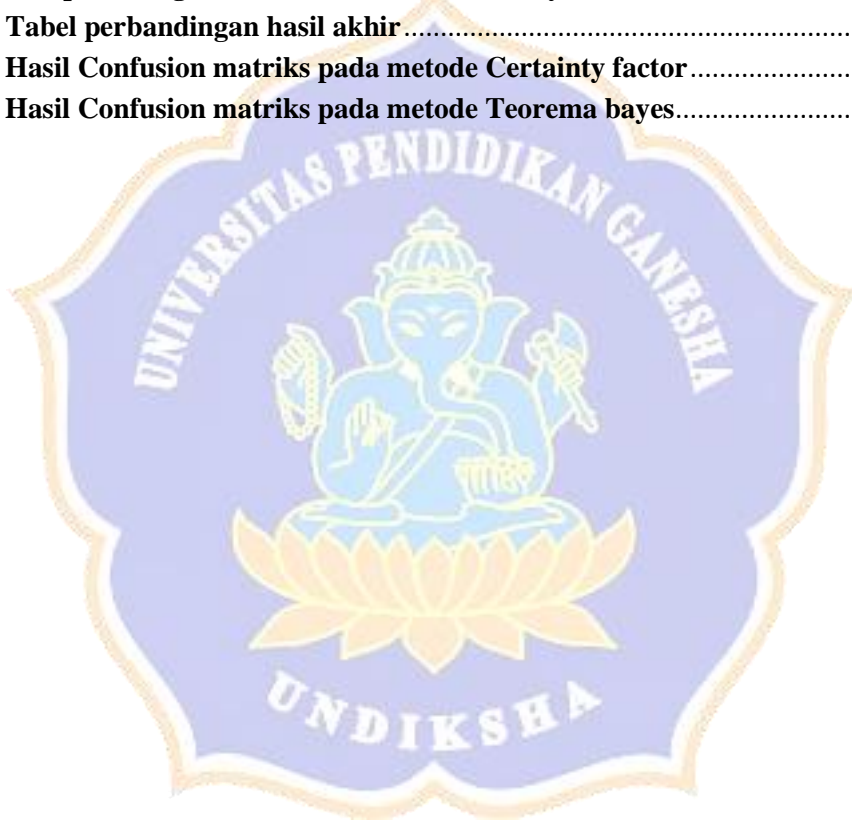 Tabel perbandingan hasil akhir........................................................................
Hasil Confusion matriks pada metode Certainty factor......................
Hasil Confusion matriks pada metode Teorema bayes........................
UNIVERSITAS PENDIDIKAN GANESHA
UNDIKSHA